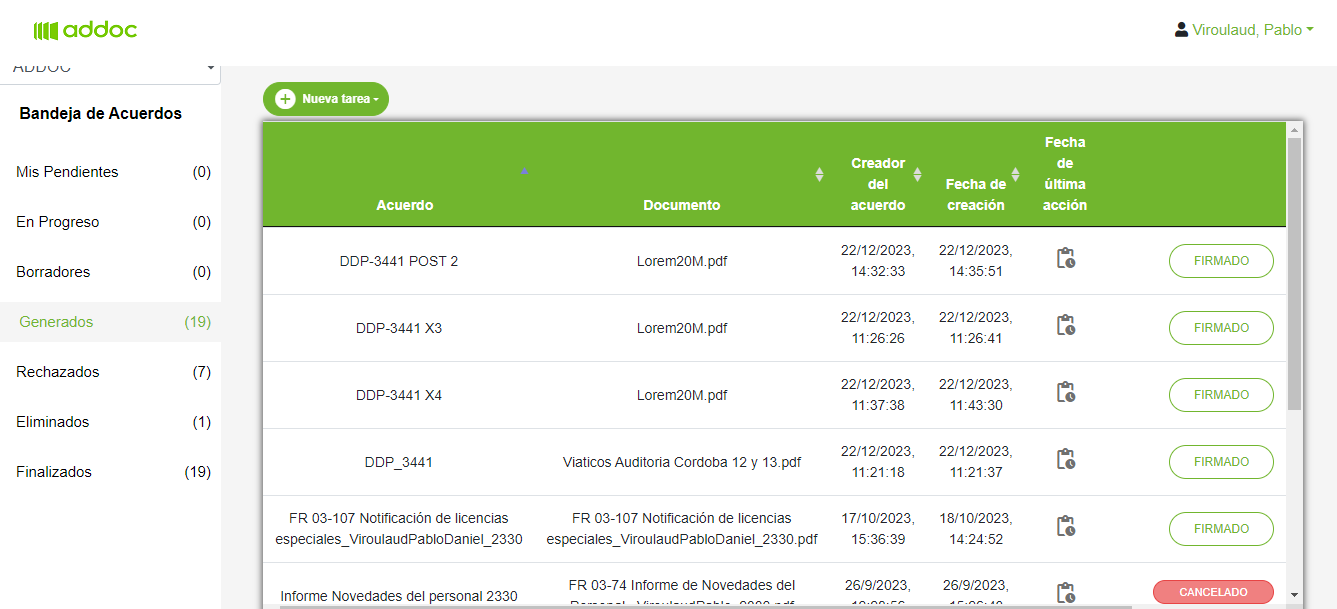 addoc
Viroulaud, Pablo
ADDOC
Nueva tarea
Bandeja de Acuerdos
Mis Pendientes (0)
En Progreso (0)
Borradores (0)
Generados (19)
Rechazados (7)
Eliminados (1)
Finalizados (19)
Fecha
Creador de
del Fecha de última
Acuerdo Documento acuerdo creación acción
22/12/2023, 22/12/2023,
DDP-3441 POST 2 Lorem20M.pdf FIRMADO
14:32:33 14:35:51
22/12/2023, 22/12/2023,
DDP-3441 X3 Lorem20M.pdf FIRMADO
11:26:26 11:26:41
22/12/2023, 22/12/2023,
DDP-3441 X4 Lorem20M.pdf FIRMADO
11:37:38 11:43:30
22/12/2023, 22/12/2023,
DDP_3441 Viaticos Auditoria Cordoba 12 y 13.pdf FIRMADO
11:21:18 11:21:37
FR 03-107 Notificación de licencias FR 03-107 Notificación de licencias 17/10/2023, 18/10/2023,
FIRMADO
especiales_ViroulaudPabloDaniel_2330 especiales_ViroulaudPabloDaniel_2330.pdf 15:36:39 14:24:52
FR 03-74 Informe de Novedades del 26/9/2023, 26/9/2023,
Informe Novedades del personal 2330 CANCELADO